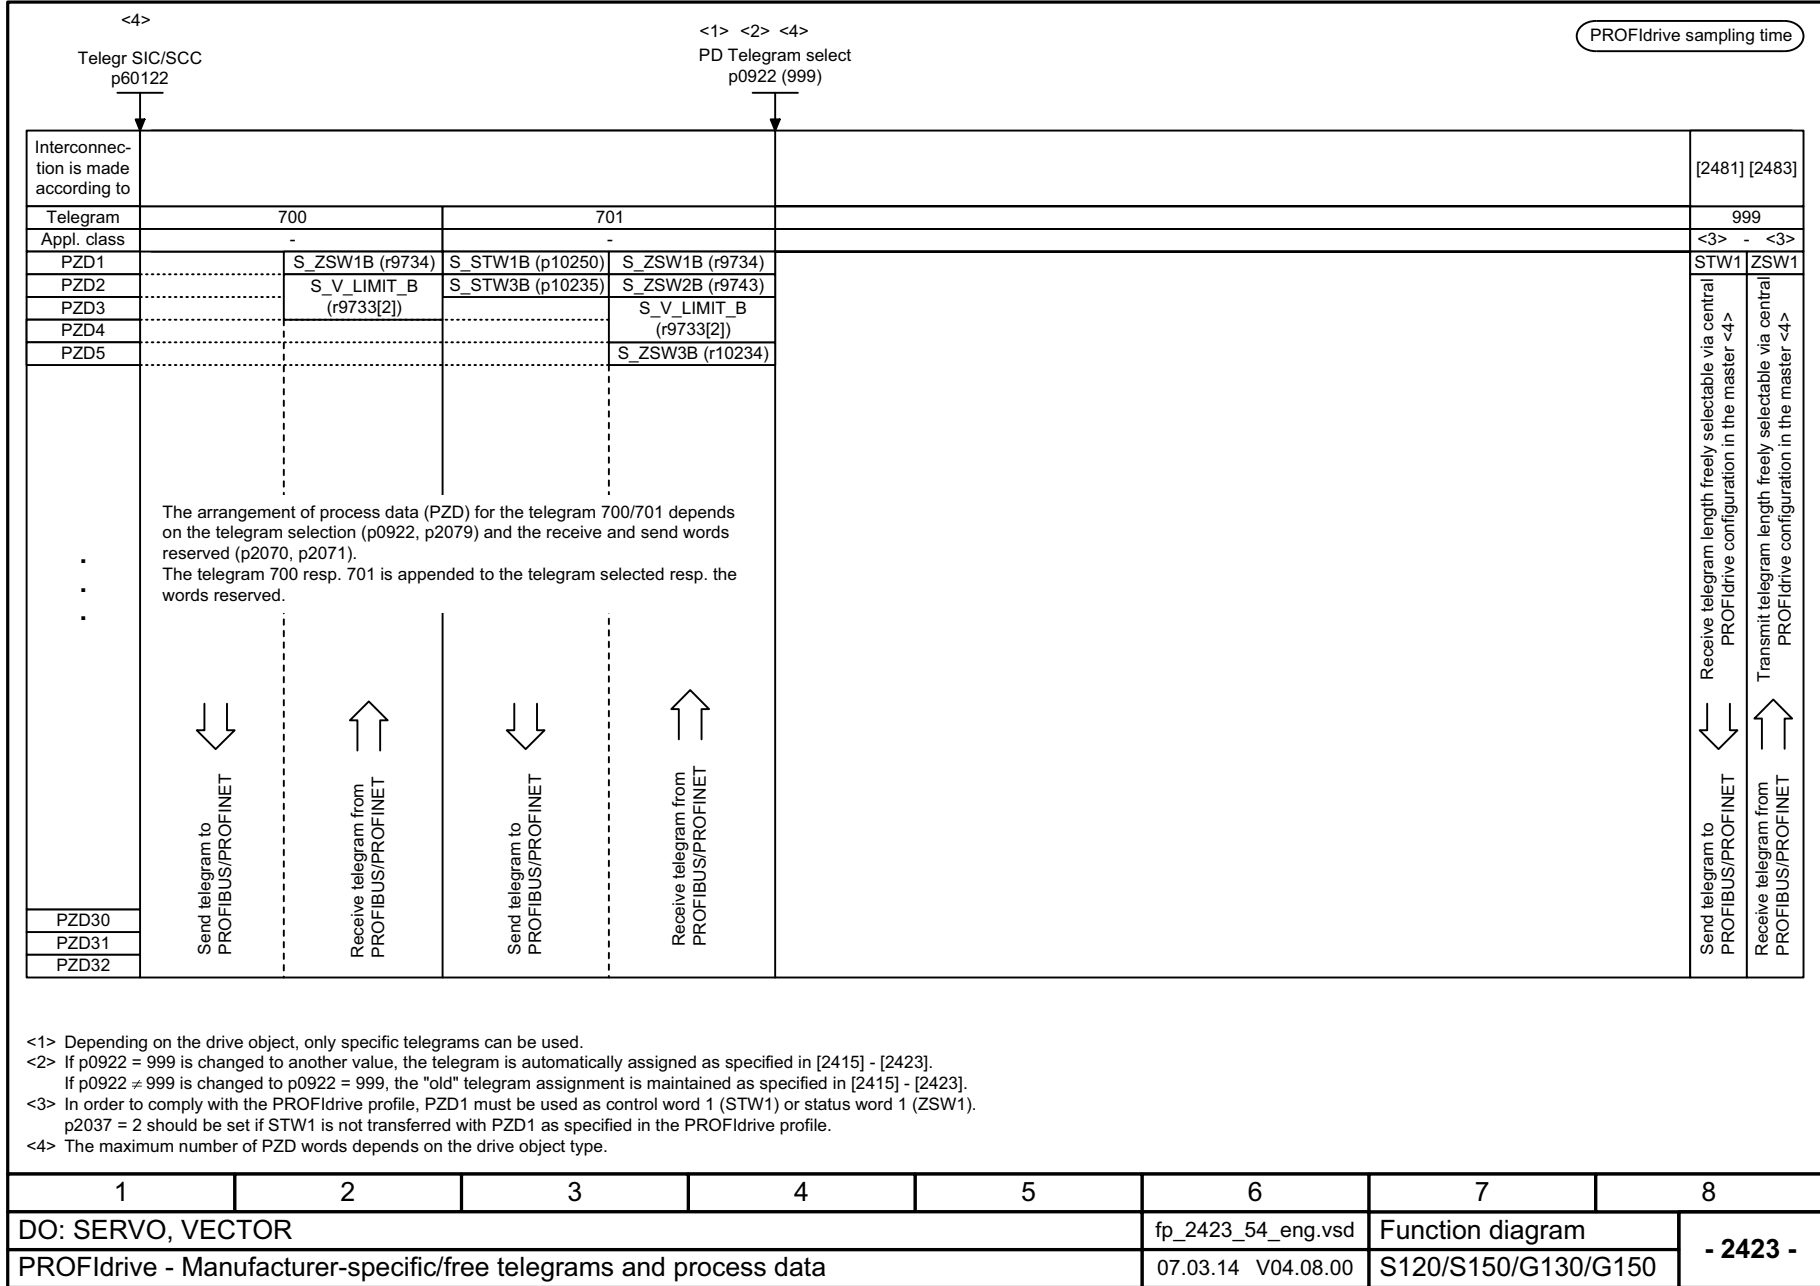 <4>
Telegr SIC/SCC
p60122
<1> <2> <4>
PD Telegram select
p0922 (999)
PROFIdrive sampling time
Interconnec-
tion is made
according to
[2481] [2483]
Telegram 700 701 999
Appl. class - - <3> - <3>
PZD1 S_ZSW1B (r9734) S_STW1B (p10250) S_ZSW1B (r9734) STW1 ZSW1
PZD2 S_V_LIMIT_B S_STW3B (p10235) S_ZSW2B (r9743)
PZD3 (r9733[2]) S_V_LIMIT_B
PZD4 (r9733[2])
PZD5 S_ZSW3B (r10234)
Receive telegram length freely selectable via central
PROFIdrive configuration in the master <4>
Transmit telegram length freely selectable via central
PROFIdrive configuration in the master <4>
The arrangement of process data (PZD) for the telegram 700/701 depends
on the telegram selection (p0922, p2079) and the receive and send words
reserved (p2070, p2071).
The telegram 700 resp. 701 is appended to the telegram selected resp. the
words reserved.
.
.
.
Send telegram to
PROFIBUS/PROFINET
Receive telegram from
PROFIBUS/PROFINET
Send telegram to
PROFIBUS/PROFINET
Receive telegram from
PROFIBUS/PROFINET
Send telegram to
PROFIBUS/PROFINET
Receive telegram from
PROFIBUS/PROFINET
PZD30
PZD31
PZD32
<1> Depending on the drive object, only specific telegrams can be used.
<2> If p0922 = 999 is changed to another value, the telegram is automatically assigned as specified in [2415] - [2423].
If p0922 ≠ 999 is changed to p0922 = 999, the "old" telegram assignment is maintained as specified in [2415] - [2423].
<3> In order to comply with the PROFIdrive profile, PZD1 must be used as control word 1 (STW1) or status word 1 (ZSW1).
p2037 = 2 should be set if STW1 is not transferred with PZD1 as specified in the PROFIdrive profile.
<4> The maximum number of PZD words depends on the drive object type.
1 2 3 4 5 6 7 8
DO: SERVO, VECTOR fp_2423_54_eng.vsd Function diagram
- 2423 -
PROFIdrive - Manufacturer-specific/free telegrams and process data 07.03.14 V04.08.00 S120/S150/G130/G150